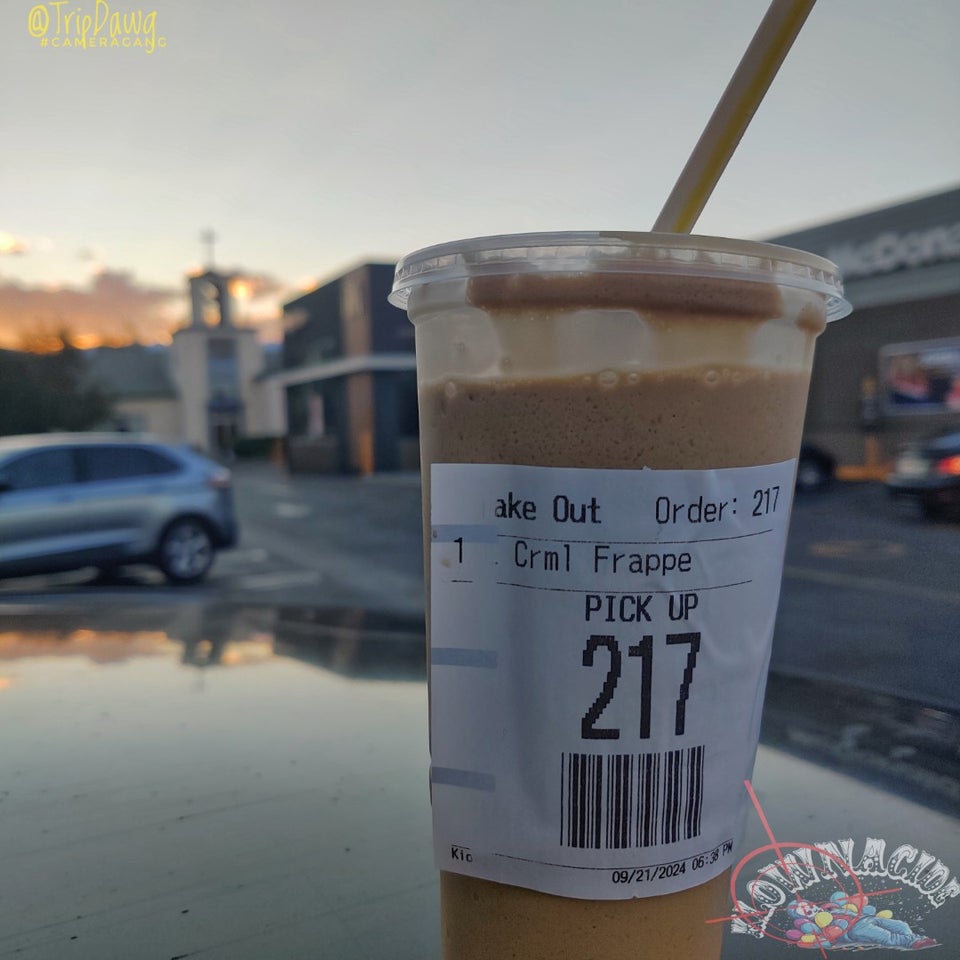 @TripDawg
#CAMERAGANG
McDona
ake Out Order: 217
1 . Crml Frappe
PICK UP
217
Kio
09/21/2024 06:38 PM
KLOWNACIDE